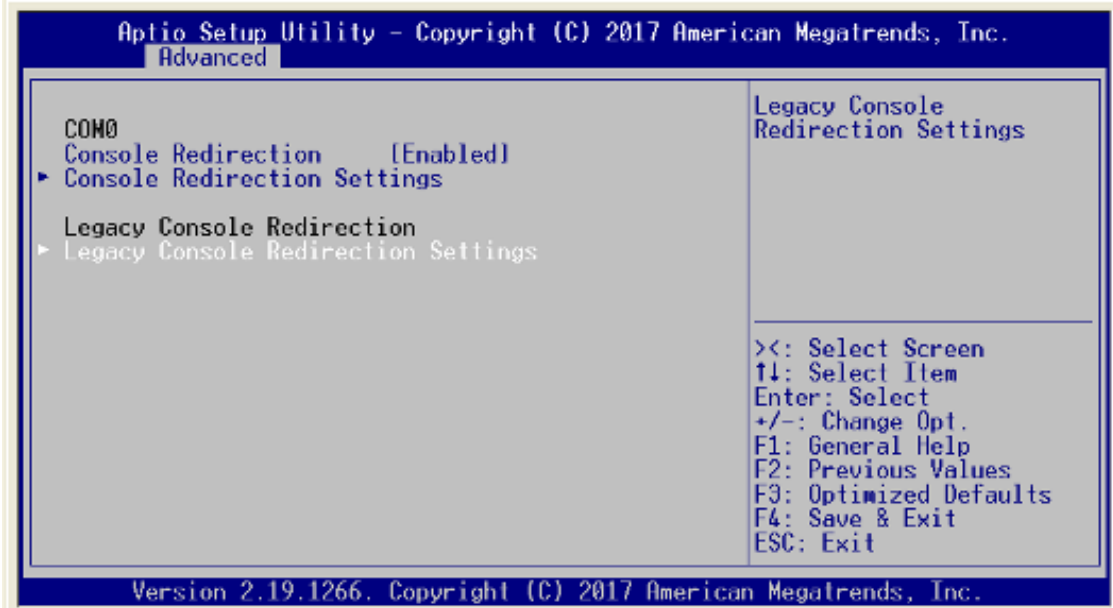 Aptio Setup Utility – Copyright (C) 2017 American Megatrends, Inc.
Advanced
COM0
Console Redirection [Enabled]
► Console Redirection Settings
Legacy Console Redirection
► Legacy Console Redirection Settings
Legacy Console
Redirection Settings
><: Select Screen
↑↓: Select Item
Enter: Select
+/-: Change Opt.
F1: General Help
F2: Previous Values
F3: Optimized Defaults
F4: Save & Exit
ESC: Exit
Version 2.19.1266. Copyright (C) 2017 American Megatrends, Inc.